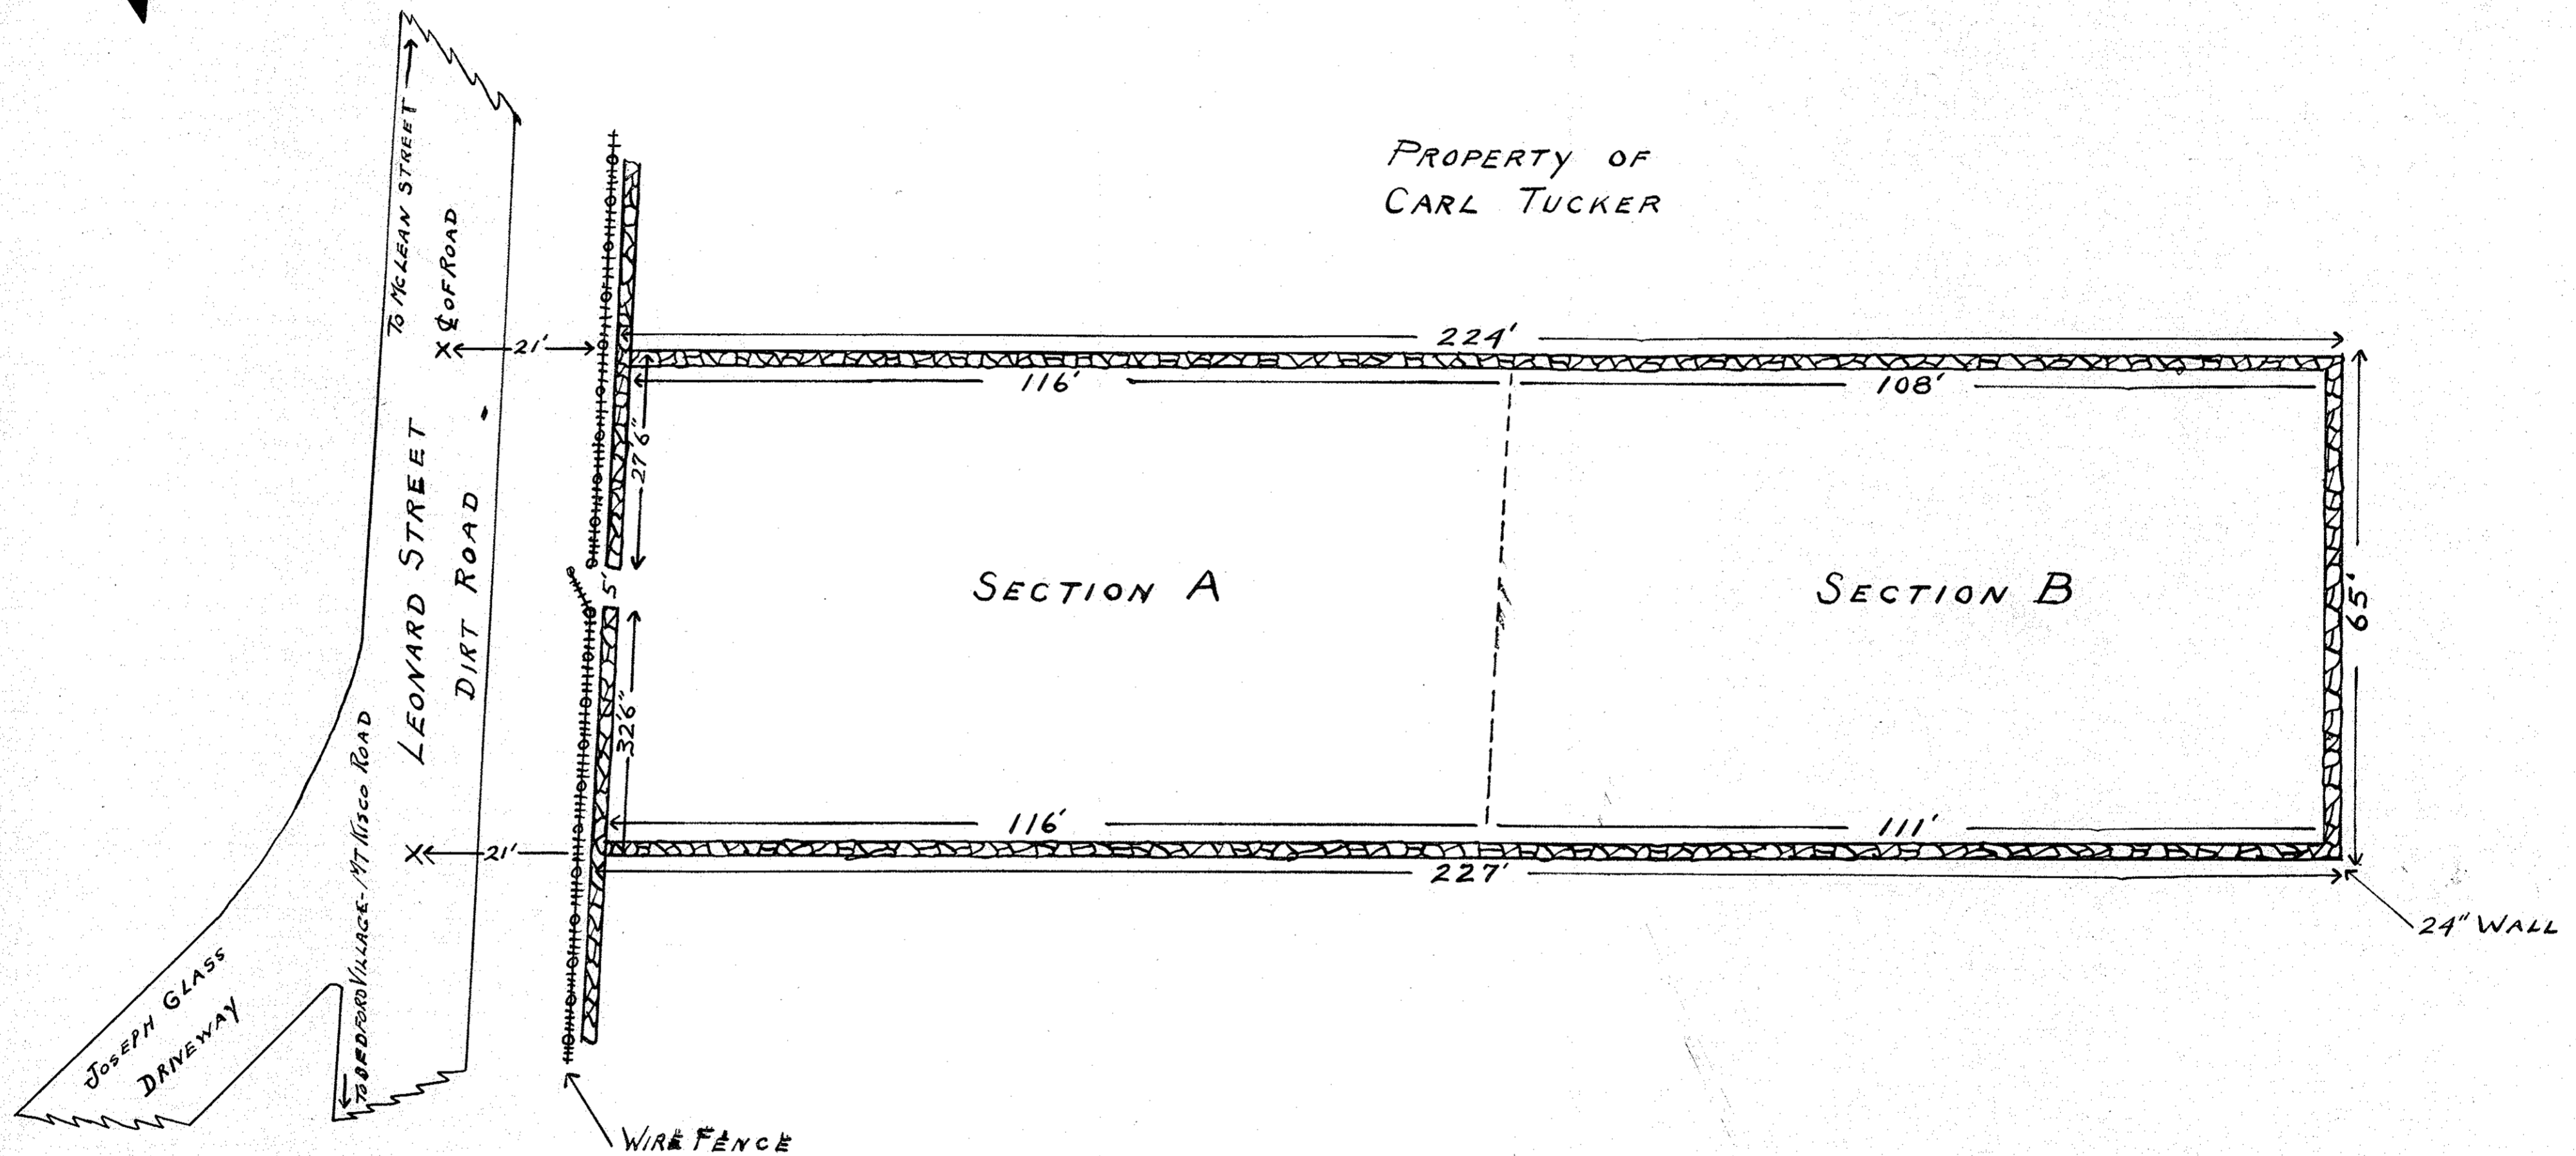 PROPERTY OF
CARL TUCKER
TO MCLEAN STREET
℄ OF ROAD
21'
224'
116'
108'
27'6"
LEONARD STREET
DIRT ROAD
5'
SECTION A
SECTION B
65'
32'6"
116'
111'
21'
227'
TO BEDFORD VILLAGE - MT KISCO ROAD
24" WALL
JOSEPH GLASS
DRIVEWAY
WIRE FENCE